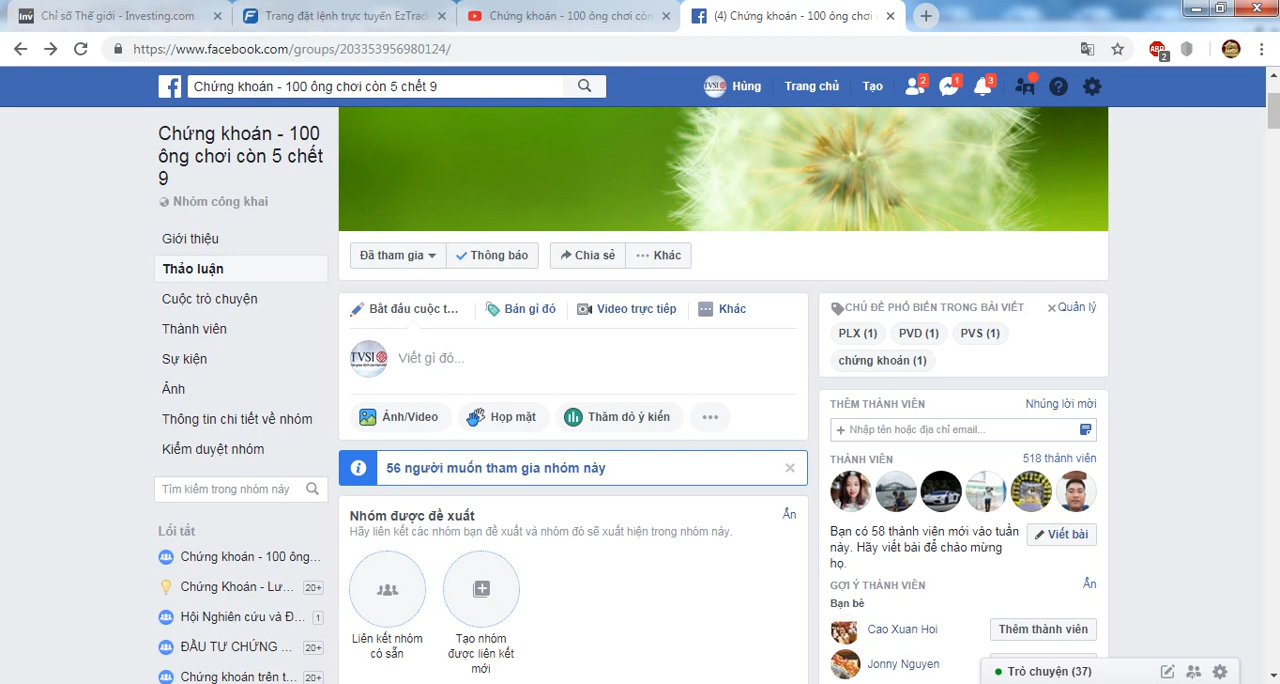 Chỉ số Thế giới - Investing.com
Trang đặt lệnh trực tuyến EzTrad
Chứng khoán - 100 ông chơi còn
(4) Chứng khoán - 100 ông chơi
https://www.facebook.com/groups/203353956980124/
ABP
2
Chứng khoán - 100 ông chơi còn 5 chết 9
Hùng
Trang chủ
Tạo
2
1
3
Chứng khoán - 100
ông chơi còn 5 chết
9
Nhóm công khai
Giới thiệu
Thảo luận
Cuộc trò chuyện
Thành viên
Sự kiện
Ảnh
Thông tin chi tiết về nhóm
Kiểm duyệt nhóm
Tìm kiếm trong nhóm này
Lối tắt
Chứng khoán - 100 ông...
Chứng Khoán - Lư... 20+
Hội Nghiên cứu và Đ... 1
ĐẦU TƯ CHỨNG ... 20+
Chứng khoán trên t... 20+
Đã tham gia
Thông báo
Chia sẻ
Khác
Bắt đầu cuộc t...
Bán gì đó
Video trực tiếp
Khác
TVSI
Viết gì đó...
Ảnh/Video
Họp mặt
Thăm dò ý kiến
56 người muốn tham gia nhóm này
Nhóm được đề xuất
Ẩn
Hãy liên kết các nhóm bạn đề xuất và nhóm đó sẽ xuất hiện trong nhóm này.
Liên kết nhóm
có sẵn
Tạo nhóm
được liên kết
mới
CHỦ ĐỀ PHỔ BIẾN TRONG BÀI VIẾT
Quản lý
PLX (1)
PVD (1)
PVS (1)
chứng khoán (1)
THÊM THÀNH VIÊN
Nhúng lời mời
+ Nhập tên hoặc địa chỉ email...
THÀNH VIÊN
518 thành viên
Bạn có 58 thành viên mới vào tuần
này. Hãy viết bài để chào mừng
họ.
Viết bài
GỢI Ý THÀNH VIÊN
Ẩn
Bạn bè
Cao Xuan Hoi
Thêm thành viên
Jonny Nguyen
Trò chuyện (37)